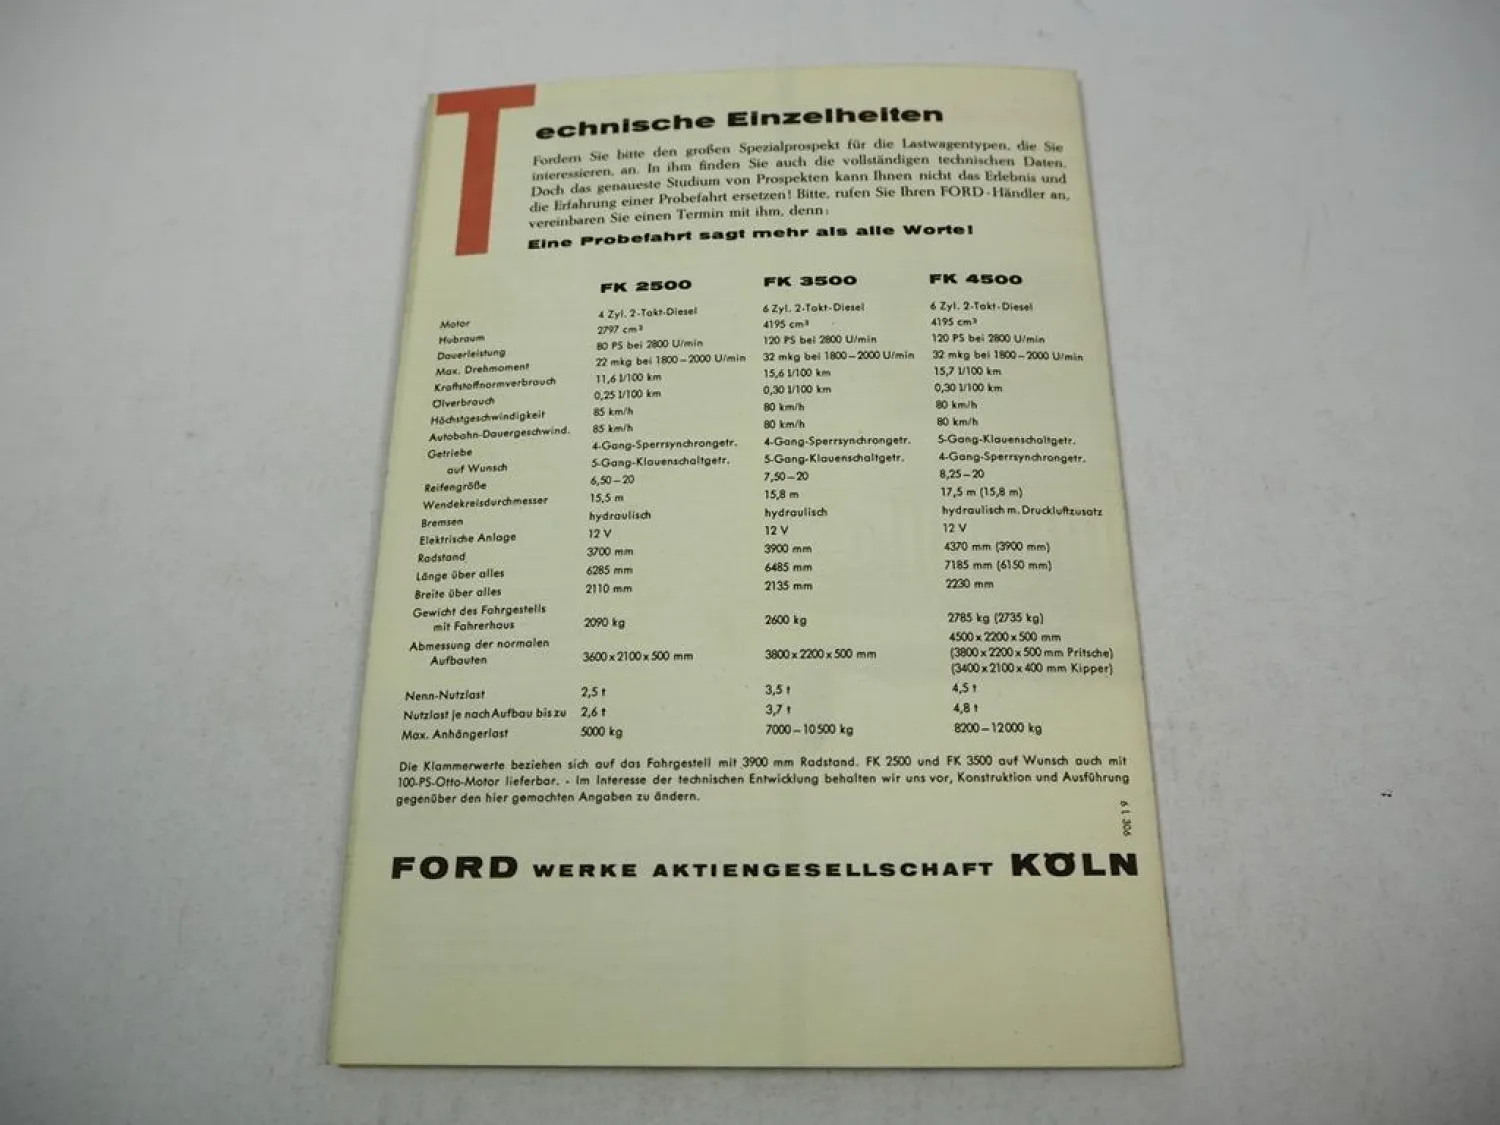 Technische Einzelheiten
Fordern Sie bitte den großen Spezialprospekt für die Lastwagentypen, die Sie
interessieren, an. In ihm finden Sie auch die vollständigen technischen Daten.
Doch das genaueste Studium von Prospekten kann Ihnen nicht das Erlebnis und
die Erfahrung einer Probefahrt ersetzen! Bitte, rufen Sie Ihren FORD-Händler an,
vereinbaren Sie einen Termin mit ihm, denn:
Eine Probefahrt sagt mehr als alle Worte!
FK 2500 FK 3500 FK 4500
Motor 4 Zyl. 2-Takt-Diesel 6 Zyl. 2-Takt-Diesel 6 Zyl. 2-Takt-Diesel
Hubraum 2797 cm³ 4195 cm³ 4195 cm³
Dauerleistung 80 PS bei 2800 U/min 120 PS bei 2800 U/min 120 PS bei 2800 U/min
Max. Drehmoment 22 mkg bei 1800–2000 U/min 32 mkg bei 1800–2000 U/min 32 mkg bei 1800–2000 U/min
Kraftstoffnormverbrauch 11,6 l/100 km 15,6 l/100 km 15,7 l/100 km
Ölverbrauch 0,25 l/100 km 0,30 l/100 km 0,30 l/100 km
Höchstgeschwindigkeit 85 km/h 80 km/h 80 km/h
Autobahn-Dauergeschwind. 85 km/h 80 km/h 80 km/h
Getriebe 4-Gang-Sperrsynchrongetr. 4-Gang-Sperrsynchrongetr. 5-Gang-Klauenschaltgetr.
auf Wunsch 5-Gang-Klauenschaltgetr. 5-Gang-Klauenschaltgetr. 4-Gang-Sperrsynchrongetr.
Reifengröße 6,50–20 7,50–20 8,25–20
Wendekreisdurchmesser 15,5 m 15,8 m 17,5 m (15,8 m)
Bremsen hydraulisch hydraulisch hydraulisch m. Druckluftzusatz
Elektrische Anlage 12 V 12 V 12 V
Radstand 3700 mm 3900 mm 4370 mm (3900 mm)
Länge über alles 6285 mm 6485 mm 7185 mm (6150 mm)
Breite über alles 2110 mm 2135 mm 2230 mm
Gewicht des Fahrgestells
mit Fahrerhaus 2090 kg 2600 kg 2785 kg (2735 kg)
Abmessung der normalen 4500 x 2200 x 500 mm
Aufbauten 3600 x 2100 x 500 mm 3800 x 2200 x 500 mm (3800 x 2200 x 500 mm Pritsche)
(3400 x 2100 x 400 mm Kipper)
Nenn-Nutzlast 2,5 t 3,5 t 4,5 t
Nutzlast je nach Aufbau bis zu 2,6 t 3,7 t 4,8 t
Max. Anhängerlast 5000 kg 7000–10500 kg 8200–12000 kg
Die Klammerwerte beziehen sich auf das Fahrgestell mit 3900 mm Radstand. FK 2500 und FK 3500 auf Wunsch auch mit
100-PS-Otto-Motor lieferbar. - Im Interesse der technischen Entwicklung behalten wir uns vor, Konstruktion und Ausführung
gegenüber den hier gemachten Angaben zu ändern.
61 306
FORD WERKE AKTIENGESELLSCHAFT KÖLN